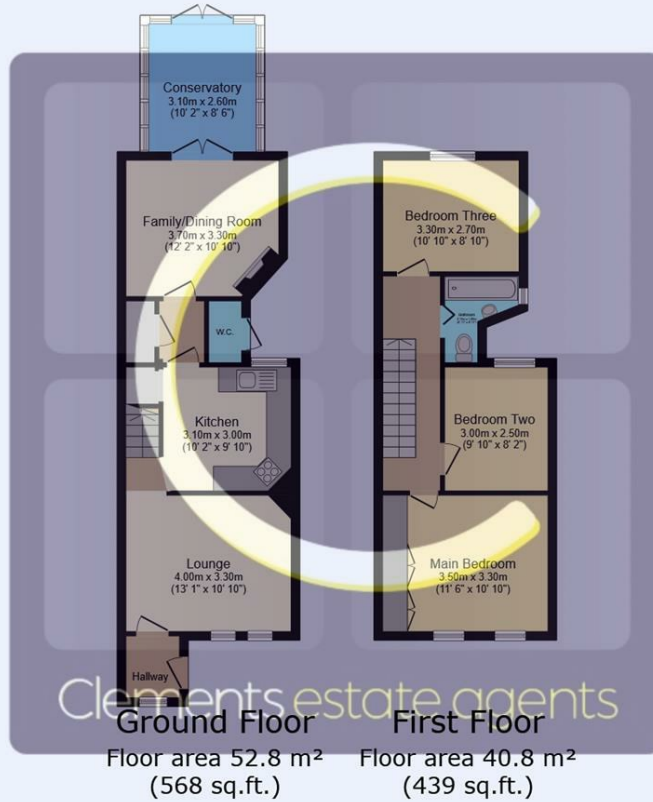 Conservatory
3.10m x 2.60m
(10' 2" x 8' 6")
Family/Dining Room
3.70m x 3.30m
(12' 2" x 10' 10")
W.C.
Kitchen
3.10m x 3.00m
(10' 2" x 9' 10")
Lounge
4.00m x 3.30m
(13' 1" x 10' 10")
Hallway
Bedroom Three
3.30m x 2.70m
(10' 10" x 8' 10")
Bathroom
Bedroom Two
3.00m x 2.50m
(9' 10" x 8' 2")
Main Bedroom
3.50m x 3.30m
(11' 6" x 10' 10")
Clements estate agents
Ground Floor
Floor area 52.8 m²
(568 sq.ft.)
First Floor
Floor area 40.8 m²
(439 sq.ft.)